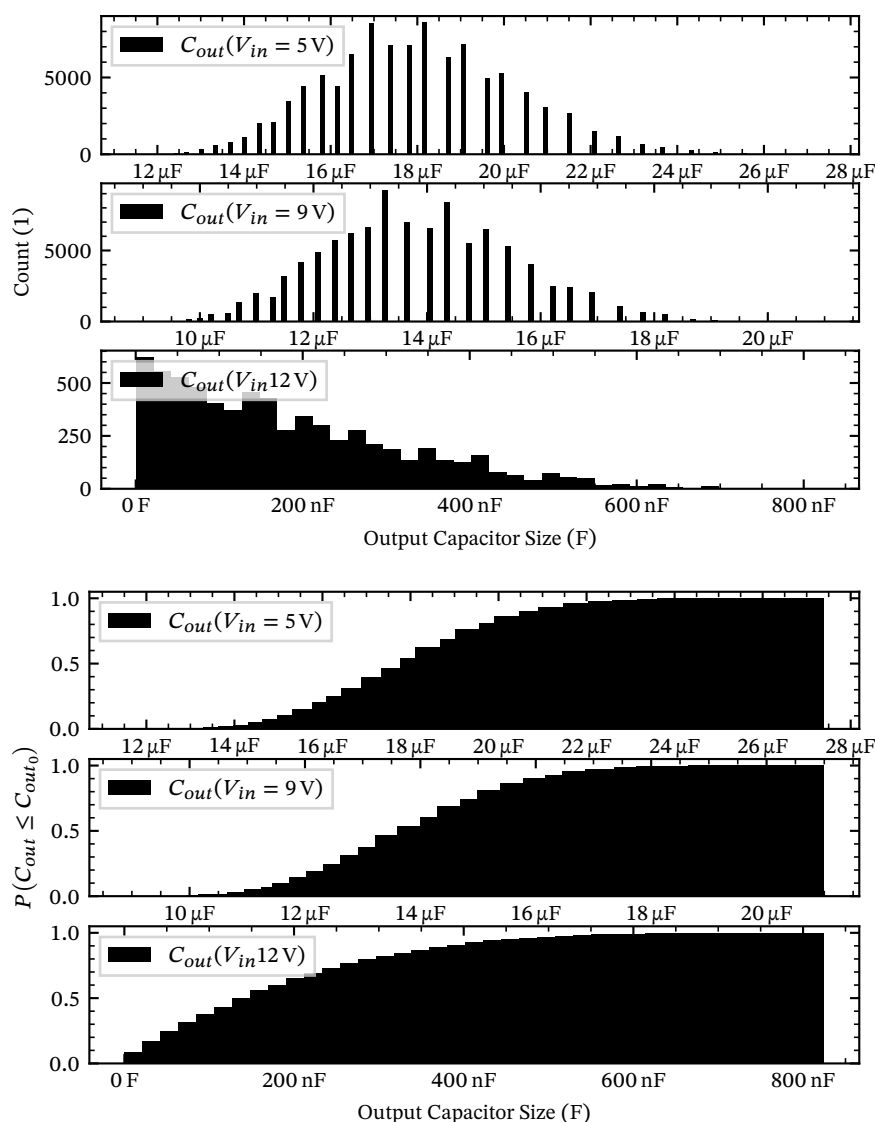 C_out(V_in = 5 V)
5000
0
12 µF 14 µF 16 µF 18 µF 20 µF 22 µF 24 µF 26 µF 28 µF
C_out(V_in = 9 V)
Count (1)
5000
0
10 µF 12 µF 14 µF 16 µF 18 µF 20 µF
C_out(V_in 12 V)
500
250
0
0 F 200 nF 400 nF 600 nF 800 nF
Output Capacitor Size (F)
1.0
C_out(V_in = 5 V)
0.5
0.0
12 µF 14 µF 16 µF 18 µF 20 µF 22 µF 24 µF 26 µF 28 µF
1.0
C_out(V_in = 9 V)
P(C_out ≤ C_out_0)
0.5
0.0
10 µF 12 µF 14 µF 16 µF 18 µF 20 µF
1.0
C_out(V_in 12 V)
0.5
0.0
0 F 200 nF 400 nF 600 nF 800 nF
Output Capacitor Size (F)